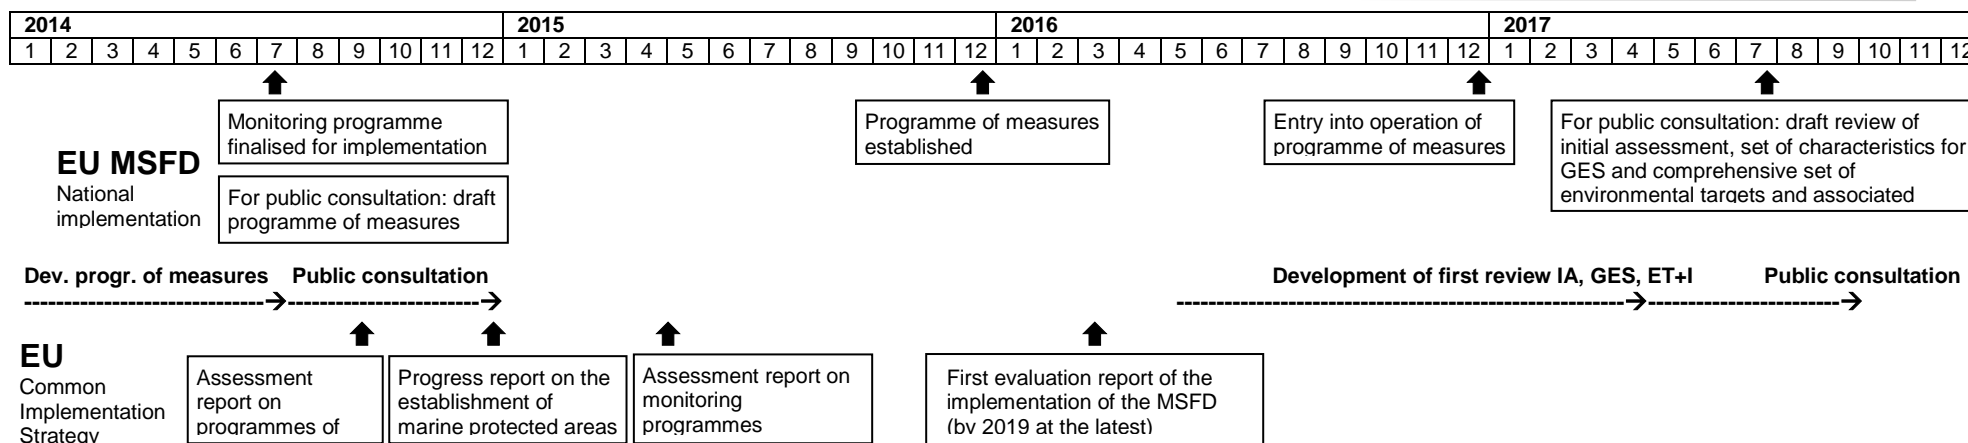 2014 2015 2016 2017
1 2 3 4 5 6 7 8 9 10 11 12 1 2 3 4 5 6 7 8 9 10 11 12 1 2 3 4 5 6 7 8 9 10 11 12 1 2 3 4 5 6 7 8 9 10 11 12
EU MSFD
National
implementation
Monitoring programme
finalised for implementation
For public consultation: draft
programme of measures
Programme of measures
established
Entry into operation of
programme of measures
For public consultation: draft review of
initial assessment, set of characteristics for
GES and comprehensive set of
environmental targets and associated
Dev. progr. of measures Public consultation
Development of first review IA, GES, ET+I Public consultation
EU
Common
Implementation
Strategy
Assessment
report on
programmes of
Progress report on the
establishment of
marine protected areas
Assessment report on
monitoring
programmes
First evaluation report of the
implementation of the MSFD
(by 2019 at the latest)